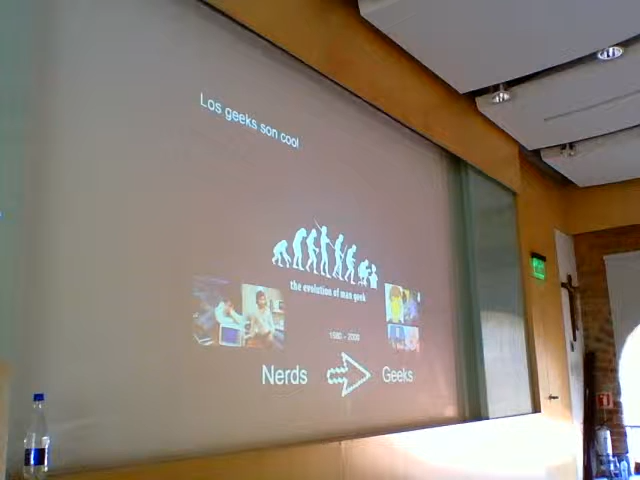 Los geeks son cool
the evolution of man geek
1980 - 2000
Nerds
Geeks